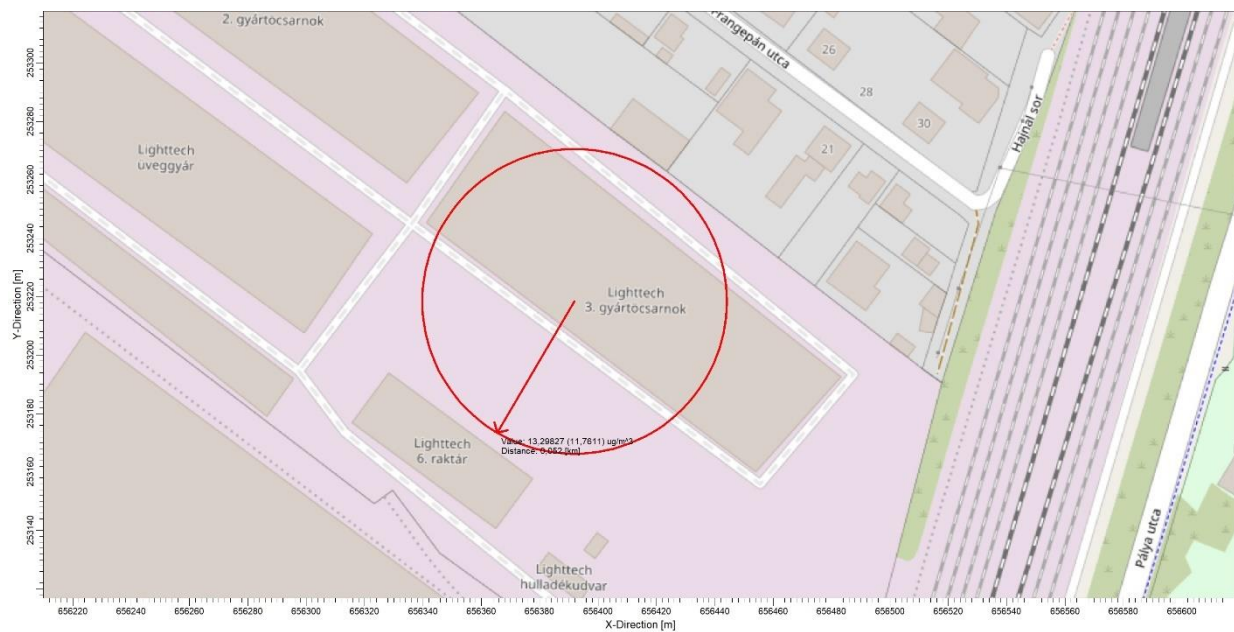 2. gyártócsarnok
Frangepán utca
26
28
30
Hajnál sor
21
Lighttech
üveggyár
Lighttech
3. gyártócsarnok
Lighttech
6. raktár
Value: 13,29827 (11,7611) ug/m^3
Distance: 0,052 [km]
Lighttech
hulladékudvar
Pálya utca
Y-Direction [m]
253300
253280
253260
253240
253220
253200
253180
253160
253140
656220
656240
656260
656280
656300
656320
656340
656360
656380
656400
656420
656440
656460
656480
656500
656520
656540
656560
656580
656600
X-Direction [m]